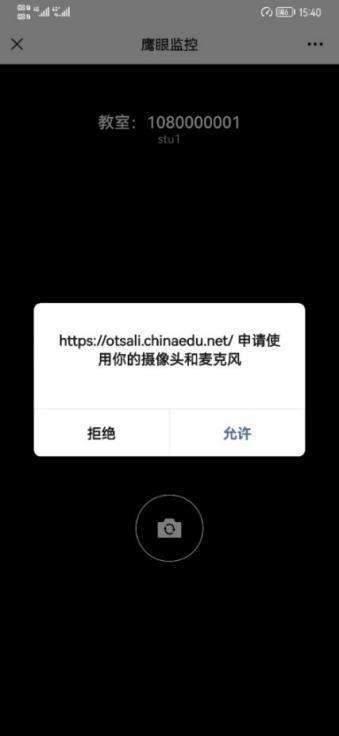 15:40
鹰眼监控
教室：1080000001
stu1
https://otsali.chinaedu.net/ 申请使
用你的摄像头和麦克风
拒绝
允许